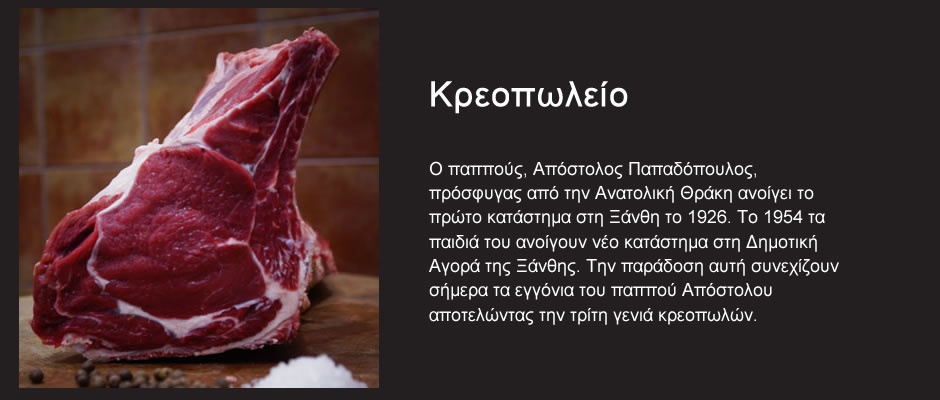 Κρεοπωλείο
Ο παππούς, Απόστολος Παπαδόπουλος,
πρόσφυγας από την Ανατολική Θράκη ανοίγει το
πρώτο κατάστημα στη Ξάνθη το 1926. Το 1954 τα
παιδιά του ανοίγουν νέο κατάστημα στη Δημοτική
Αγορά της Ξάνθης. Την παράδοση αυτή συνεχίζουν
σήμερα τα εγγόνια του παππού Απόστολου
αποτελώντας την τρίτη γενιά κρεοπωλών.